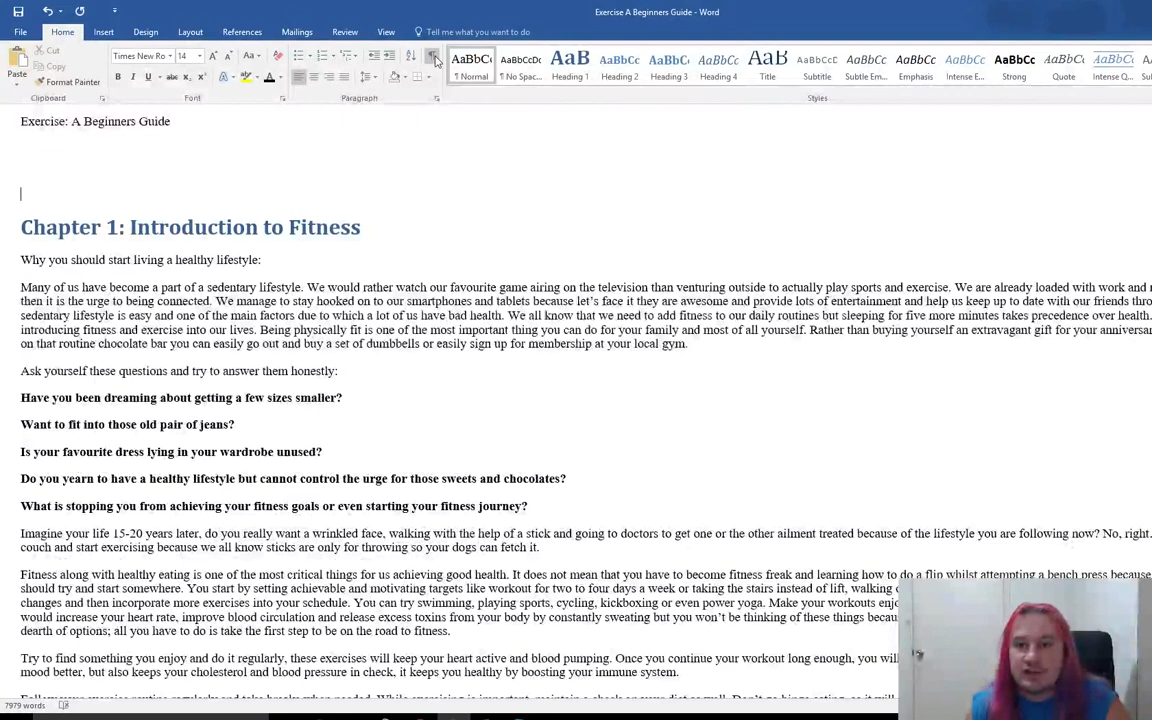 Exercise A Beginners Guide - Word
File Home Insert Design Layout References Mailings Review View Tell me what you want to do
Paste Cut Copy Format Painter
Times New Ro 14 Aa
B I U abc X₂ X² A
AaBbCc AaBbCcDc AaB AaBbCc AaBbC AaBbCc AaB AaBbCcD AaBbCc AaBbCc AaBbCc AaBbCc AaBbCc AaBbCc
¶ Normal ¶ No Spac... Heading 1 Heading 2 Heading 3 Heading 4 Title Subtitle Subtle Em... Emphasis Intense E... Strong Quote Intense Q...
Clipboard Font Paragraph Styles
Exercise: A Beginners Guide
Chapter 1: Introduction to Fitness
Why you should start living a healthy lifestyle:
Many of us have become a part of a sedentary lifestyle. We would rather watch our favourite game airing on the television than venturing outside to actually play sports and exercise. We are already loaded with work and
then it is the urge to being connected. We manage to stay hooked on to our smartphones and tablets because let's face it they are awesome and provide lots of entertainment and help us keep up to date with our friends
sedentary lifestyle is easy and one of the main factors due to which a lot of us have bad health. We all know that we need to add fitness to our daily routines but sleeping for five more minutes takes precedence over health.
introducing fitness and exercise into our lives. Being physically fit is one of the most important thing you can do for your family and most of all yourself. Rather than buying yourself an extravagant gift for your
on that routine chocolate bar you can easily go out and buy a set of dumbbells or easily sign up for membership at your local gym.
Ask yourself these questions and try to answer them honestly:
Have you been dreaming about getting a few sizes smaller?
Want to fit into those old pair of jeans?
Is your favourite dress lying in your wardrobe unused?
Do you yearn to have a healthy lifestyle but cannot control the urge for those sweets and chocolates?
What is stopping you from achieving your fitness goals or even starting your fitness journey?
Imagine your life 15-20 years later, do you really want a wrinkled face, walking with the help of a stick and going to doctors to get one or the other ailment treated because of the lifestyle you are following now? No, right.
couch and start exercising because we all know sticks are only for throwing so your dogs can fetch it.
Fitness along with healthy eating is one of the most critical things for us achieving good health. It does not mean that you have to become fitness freak and learning how to do a flip whilst attempting a bench press because
should try and start somewhere. You start by setting achievable and motivating targets like workout for two to four days a week or taking the stairs instead of lift, walking
changes and then incorporate more exercises into your schedule. You can try swimming, playing sports, cycling, kickboxing or even power yoga. Make your workouts
would increase your heart rate, improve blood circulation and release excess toxins from your body by constantly sweating but you won't be thinking of these things
dearth of options; all you have to do is take the first step to be on the road to fitness.
Try to find something you enjoy and do it regularly, these exercises will keep your heart active and blood pumping. Once you continue your workout long enough, you will
mood better, but also keeps your cholesterol and blood pressure in check, it keeps you healthy by boosting your immune system.
7979 words